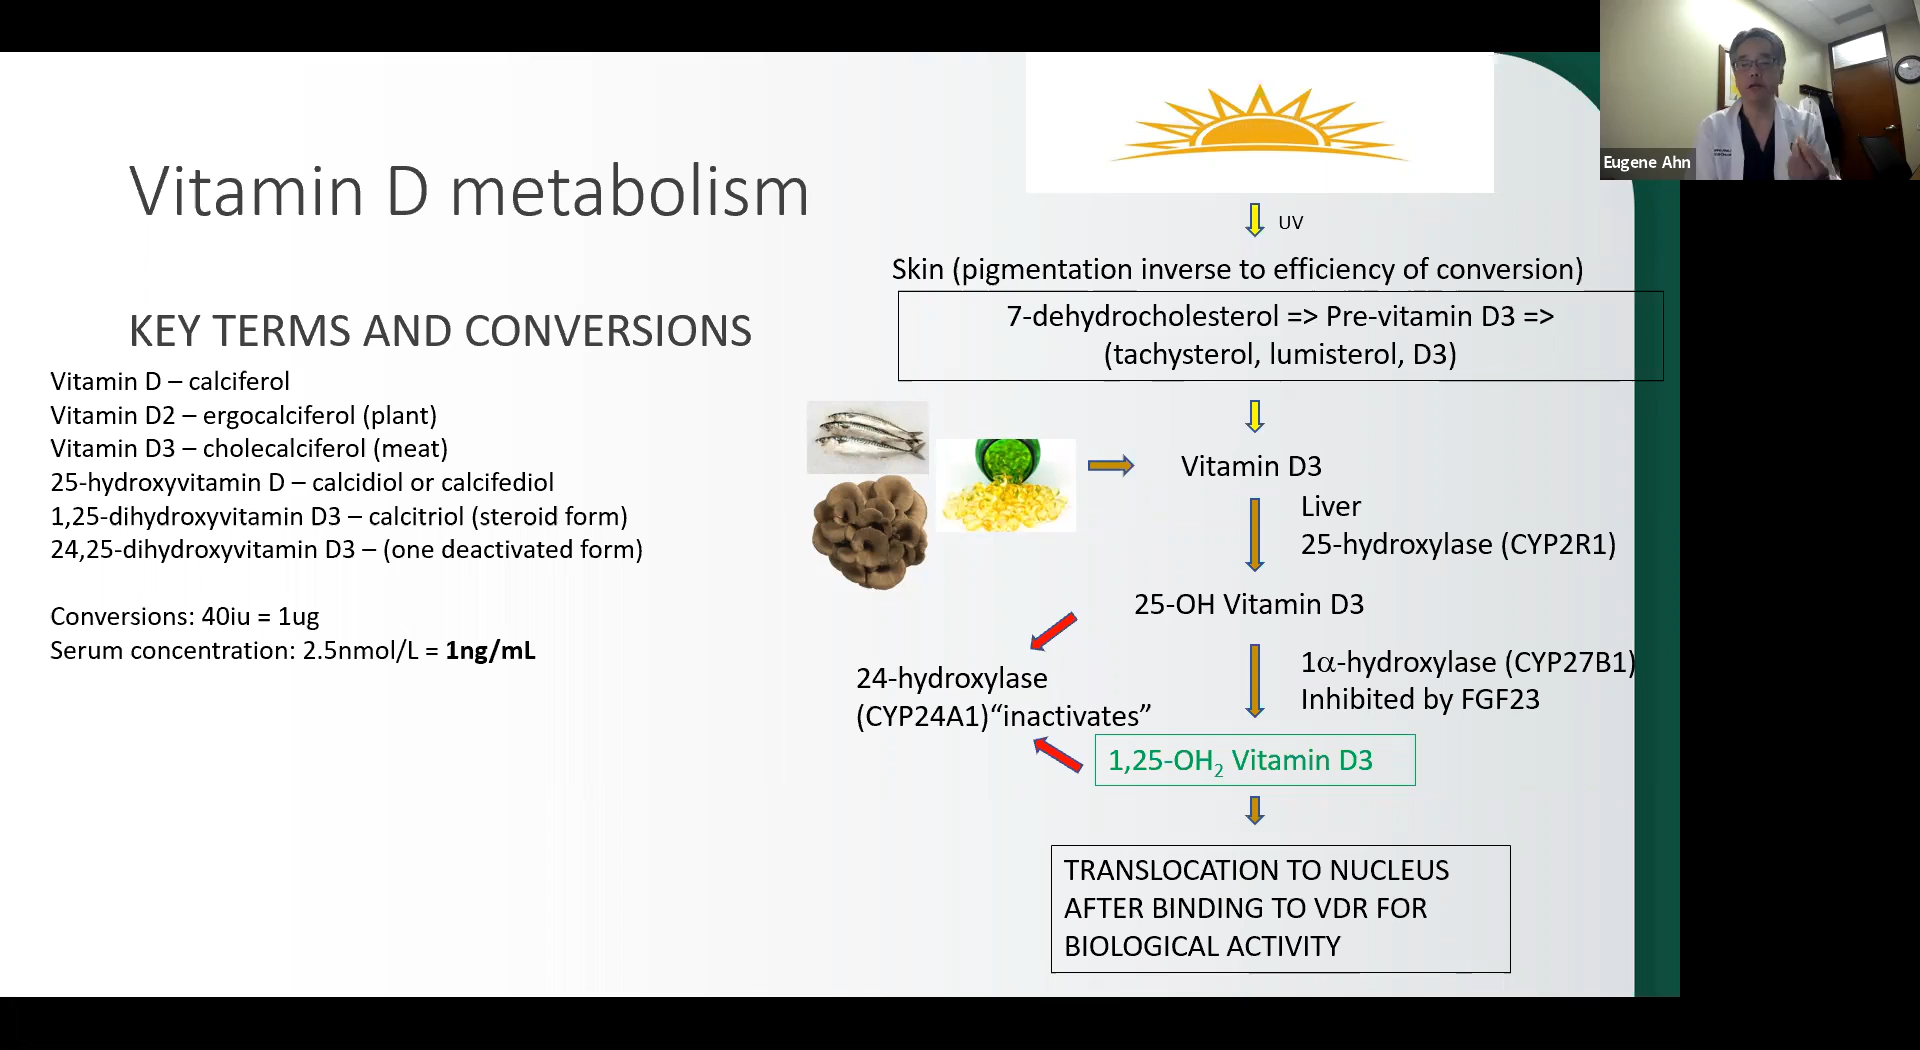 Eugene Ahn
Vitamin D metabolism
KEY TERMS AND CONVERSIONS
Vitamin D – calciferol
Vitamin D2 – ergocalciferol (plant)
Vitamin D3 – cholecalciferol (meat)
25-hydroxyvitamin D – calcidiol or calcifediol
1,25-dihydroxyvitamin D3 – calcitriol (steroid form)
24,25-dihydroxyvitamin D3 – (one deactivated form)
Conversions: 40iu = 1ug
Serum concentration: 2.5nmol/L = 1ng/mL
UV
Skin (pigmentation inverse to efficiency of conversion)
7-dehydrocholesterol => Pre-vitamin D3 =>
(tachysterol, lumisterol, D3)
Vitamin D3
Liver
25-hydroxylase (CYP2R1)
25-OH Vitamin D3
1α-hydroxylase (CYP27B1)
Inhibited by FGF23
24-hydroxylase
(CYP24A1)“inactivates”
1,25-OH₂ Vitamin D3
TRANSLOCATION TO NUCLEUS
AFTER BINDING TO VDR FOR
BIOLOGICAL ACTIVITY